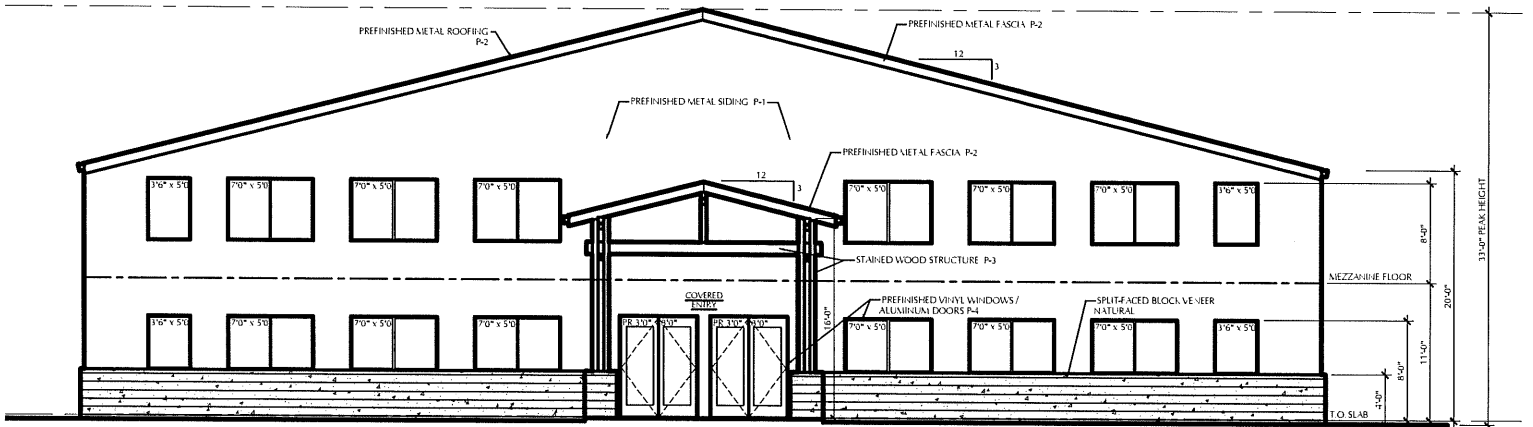 PREFINISHED METAL ROOFING
P-2
PREFINISHED METAL FASCIA P-2
12
3
PREFINISHED METAL SIDING P-1
PREFINISHED METAL FASCIA P-2
12
3
3'6" x 5'0
7'0" x 5'0
7'0" x 5'0
7'0" x 5'0
7'0" x 5'0
7'0" x 5'0
7'0" x 5'0
3'6" x 5'0
33'-0" PEAK HEIGHT
8'-0"
20'-0"
STAINED WOOD STRUCTURE P-3
MEZZANINE FLOOR
COVERED
ENTRY
PREFINISHED VINYL WINDOWS /
ALUMINUM DOORS P-4
SPLIT-FACED BLOCK VENEER
NATURAL
16'-0"
3'6" x 5'0
7'0" x 5'0
7'0" x 5'0
7'0" x 5'0
PR 3'0"
PR 3'0"
7'0" x 5'0
7'0" x 5'0
7'0" x 5'0
3'6" x 5'0
11'-0"
8'-0"
4'-0"
T.O. SLAB